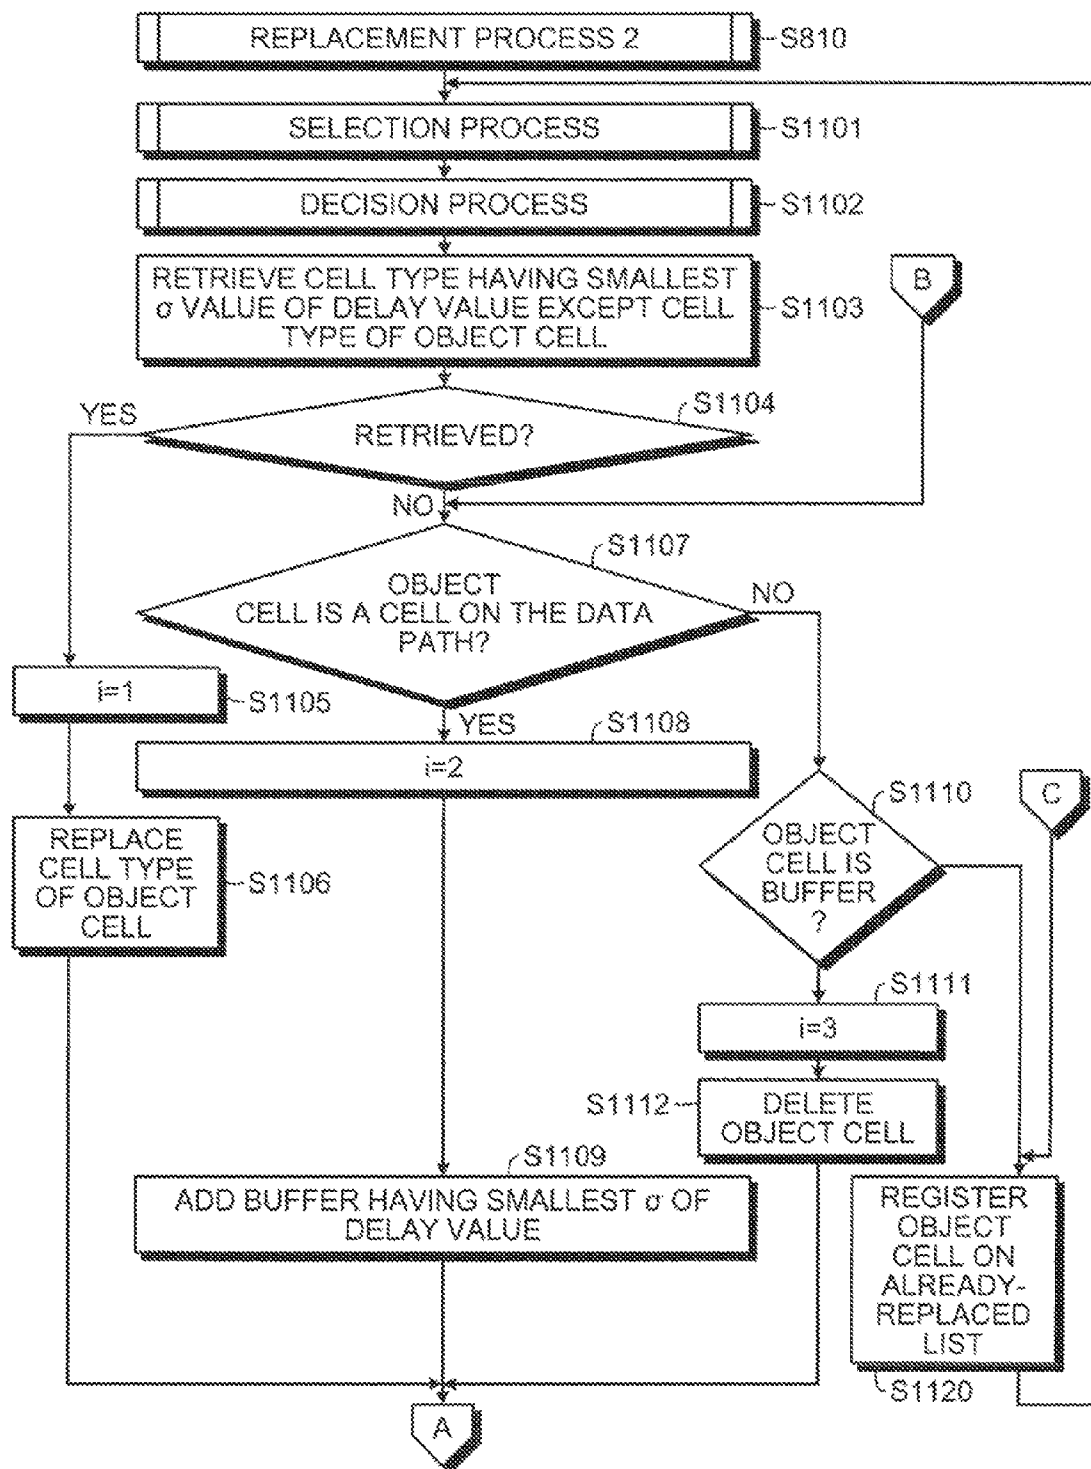 REPLACEMENT PROCESS 2
S810
SELECTION PROCESS
S1101
DECISION PROCESS
S1102
RETRIEVE CELL TYPE HAVING SMALLEST
σ VALUE OF DELAY VALUE EXCEPT CELL
TYPE OF OBJECT CELL
S1103
B
YES
RETRIEVED?
S1104
NO
S1107
OBJECT
CELL IS A CELL ON THE DATA
PATH?
NO
i=1
S1105
YES
S1108
i=2
REPLACE
CELL TYPE
OF OBJECT
CELL
S1106
S1110
OBJECT
CELL IS
BUFFER
?
C
S1111
i=3
S1112
DELETE
OBJECT CELL
S1109
ADD BUFFER HAVING SMALLEST σ OF
DELAY VALUE
REGISTER
OBJECT
CELL ON
ALREADY-
REPLACED
LIST
S1120
A